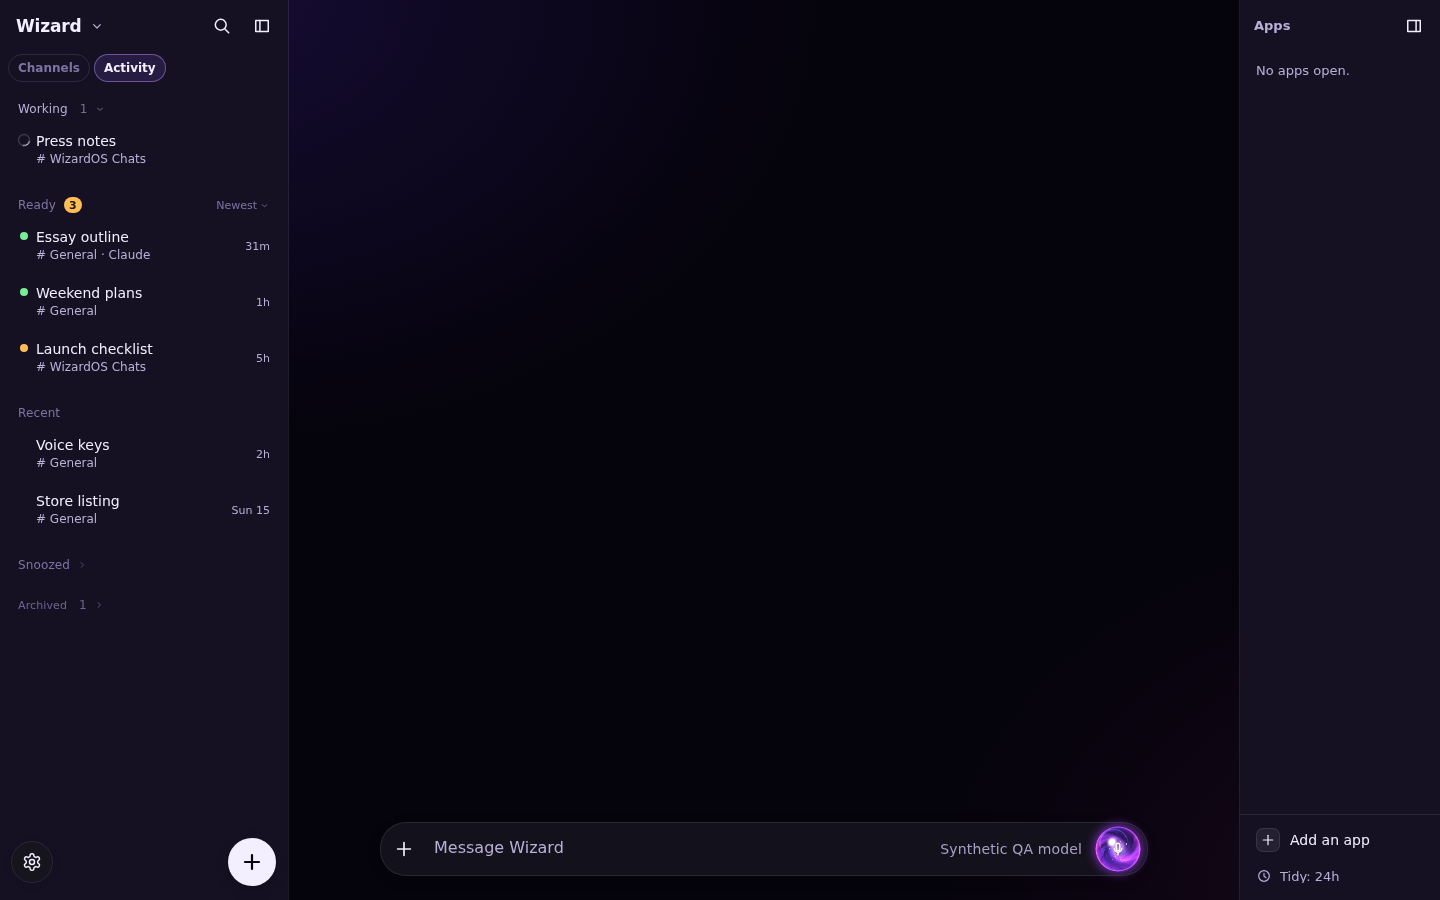 Wizard
Channels
Activity
Working 1
Press notes
# WizardOS Chats
Ready 3
Newest
Essay outline
# General · Claude
31m
Weekend plans
# General
1h
Launch checklist
# WizardOS Chats
5h
Recent
Voice keys
# General
2h
Store listing
# General
Sun 15
Snoozed
Archived 1
Message Wizard
Synthetic QA model
Apps
No apps open.
Add an app
Tidy: 24h